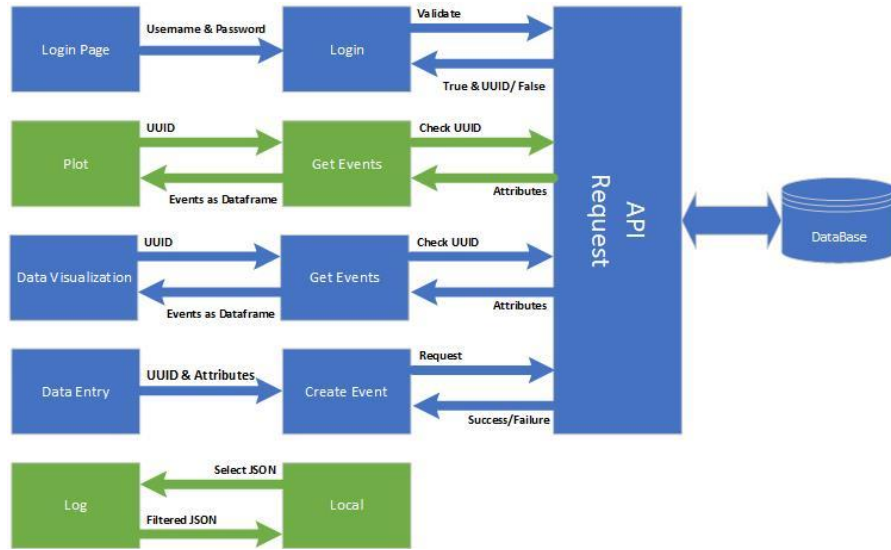 Login Page
Username & Password
Login
Validate
True & UUID/ False
Plot
UUID
Events as Dataframe
Get Events
Check UUID
Attributes
Data Visualization
UUID
Events as Dataframe
Get Events
Check UUID
Attributes
Data Entry
UUID & Attributes
Create Event
Request
Success/Failure
Log
Select JSON
Filtered JSON
Local
API
Request
DataBase